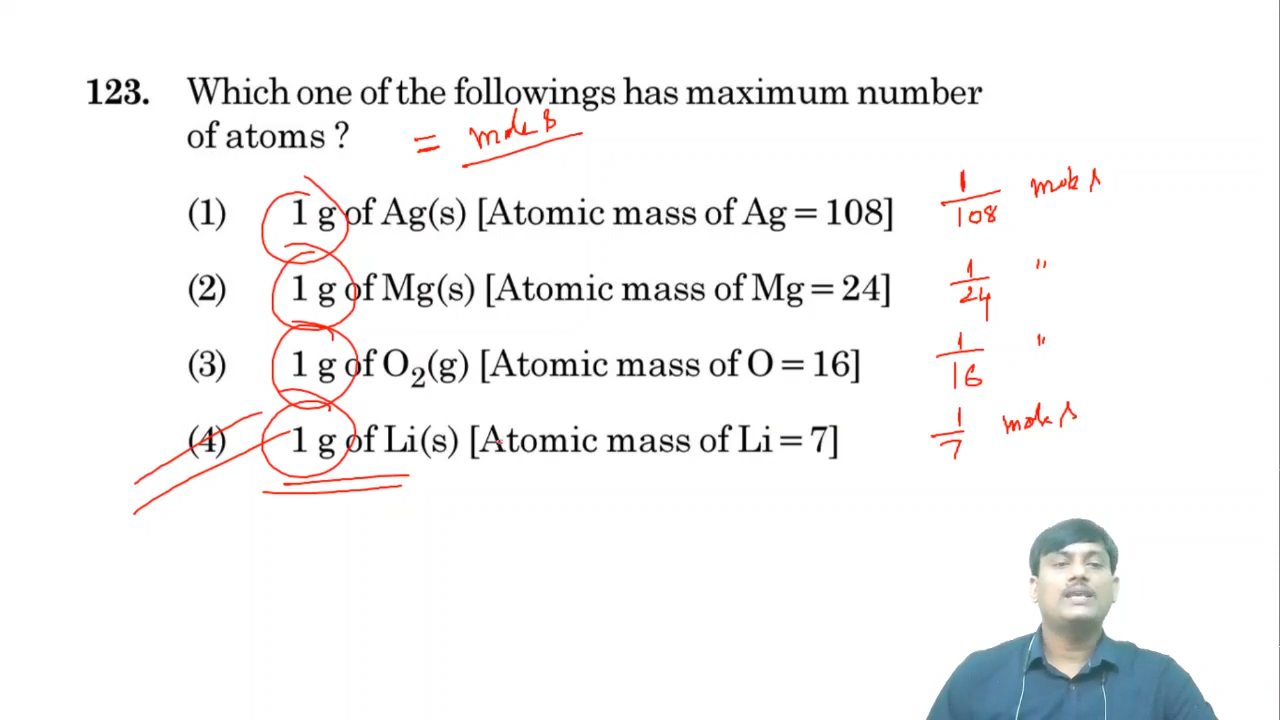 123. Which one of the followings has maximum number
of atoms ? = moles
(1) 1 g of Ag(s) [Atomic mass of Ag = 108] 1/108 moles
(2) 1 g of Mg(s) [Atomic mass of Mg = 24] 1/24 "
(3) 1 g of O₂(g) [Atomic mass of O = 16] 1/16 "
(4) 1 g of Li(s) [Atomic mass of Li = 7] 1/7 moles